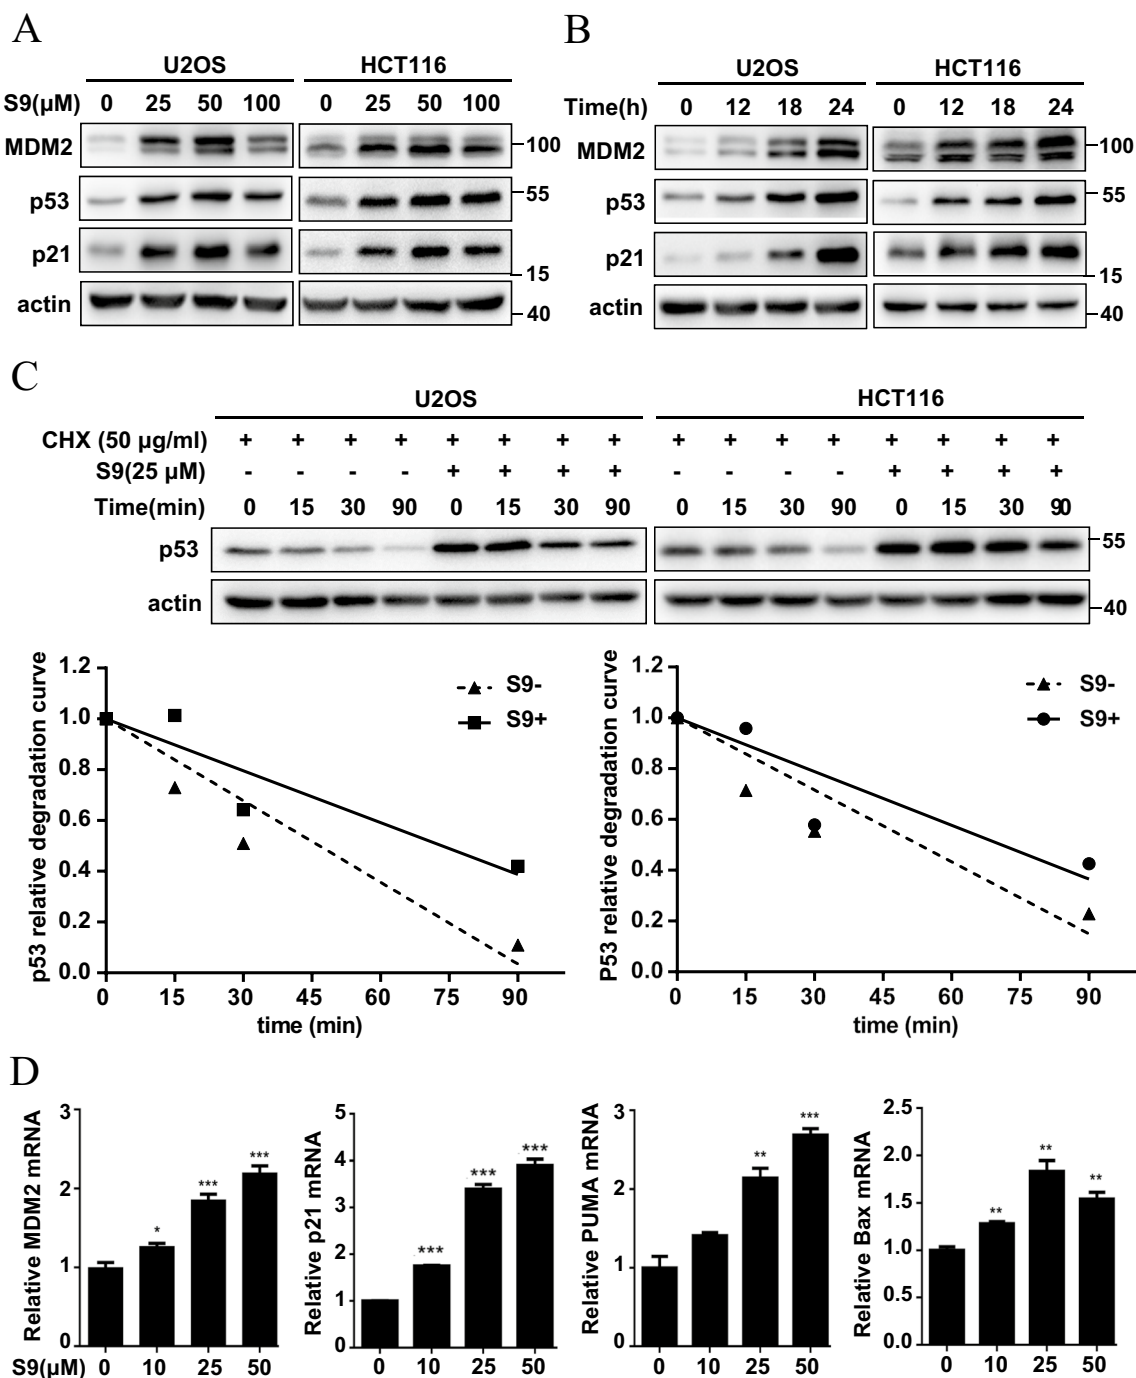 A
U2OS HCT116
S9(µM) 0 25 50 100 0 25 50 100
MDM2 100
p53 55
p21 15
actin 40
B
U2OS HCT116
Time(h) 0 12 18 24 0 12 18 24
MDM2 100
p53 55
p21 15
actin 40
C
U2OS HCT116
CHX (50 µg/ml) + + + + + + + + + + + + + + + +
S9(25 µM) - - - - + + + + - - - - + + + +
Time(min) 0 15 30 90 0 15 30 90 0 15 30 90 0 15 30 90
p53 55
actin 40
p53 relative degradation curve
1.2
1.0
0.8
0.6
0.4
0.2
0.0
0 15 30 45 60 75 90
time (min)
S9-
S9+
P53 relative degradation curve
1.2
1.0
0.8
0.6
0.4
0.2
0.0
0 15 30 45 60 75 90
time (min)
S9-
S9+
D
Relative MDM2 mRNA
3
2
1
0
* *** ***
S9(µM) 0 10 25 50
Relative p21 mRNA
5
4
3
2
1
0
*** *** ***
0 10 25 50
Relative PUMA mRNA
3
2
1
0
** ***
0 10 25 50
Relative Bax mRNA
2.5
2.0
1.5
1.0
0.5
0.0
** ** **
0 10 25 50